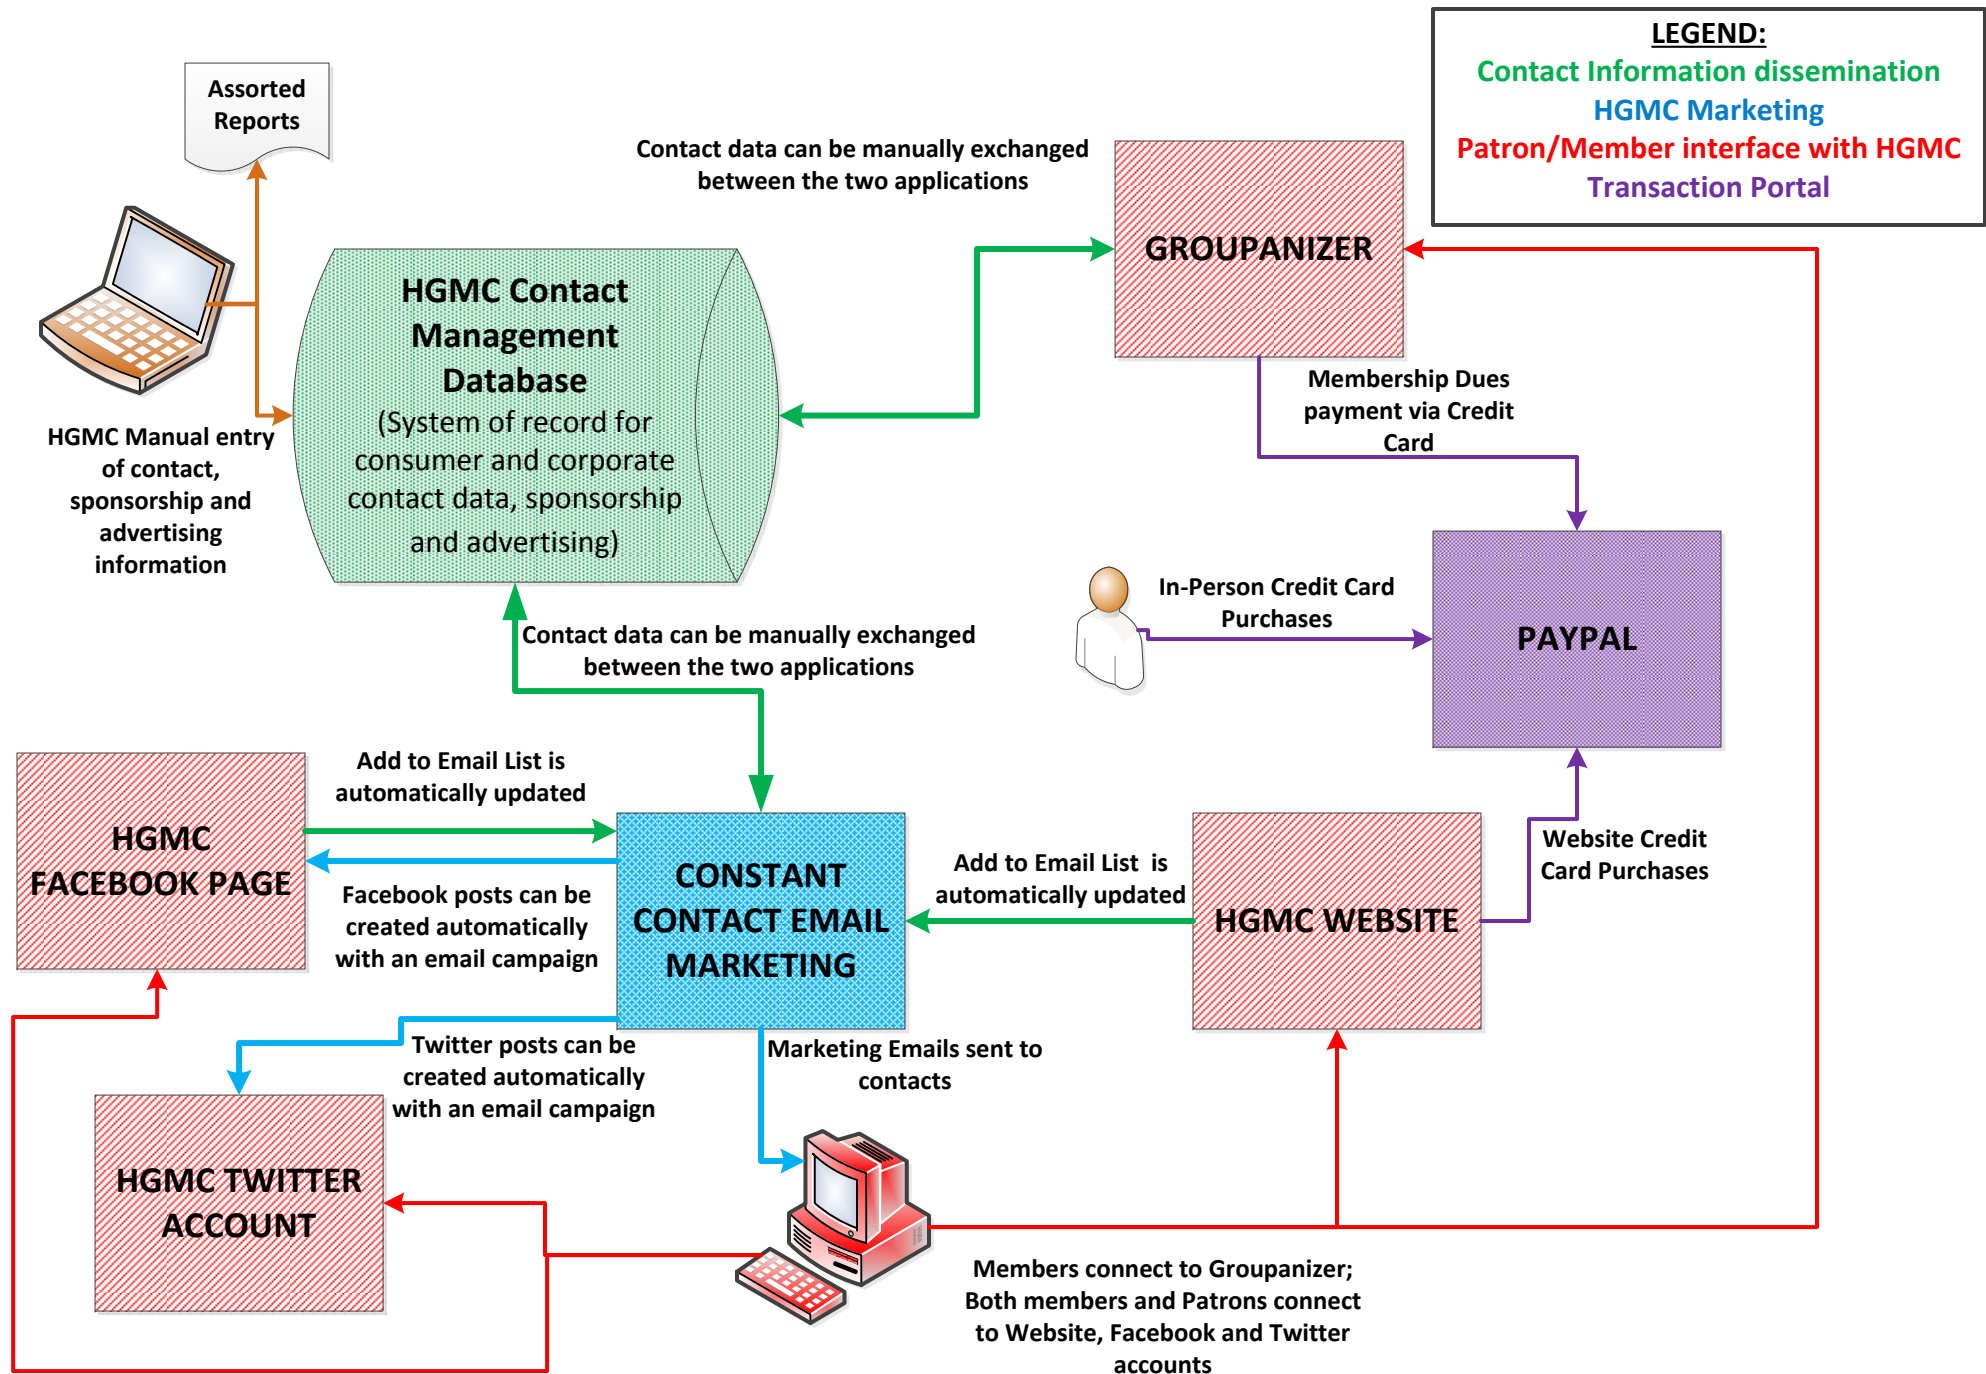 LEGEND:
Contact Information dissemination
HGMC Marketing
Patron/Member interface with HGMC
Transaction Portal
Assorted
Reports
Contact data can be manually exchanged
between the two applications
GROUPANIZER
HGMC Contact
Management
Database
(System of record for
consumer and corporate
contact data, sponsorship
and advertising)
HGMC Manual entry
of contact,
sponsorship and
advertising
information
Membership Dues
payment via Credit
Card
In-Person Credit Card
Purchases
PAYPAL
Contact data can be manually exchanged
between the two applications
Add to Email List is
automatically updated
HGMC
FACEBOOK PAGE
Facebook posts can be
created automatically
with an email campaign
CONSTANT
CONTACT EMAIL
MARKETING
Add to Email List  is
automatically updated
HGMC WEBSITE
Website Credit
Card Purchases
Twitter posts can be
created automatically
with an email campaign
Marketing Emails sent to
contacts
HGMC TWITTER
ACCOUNT
Members connect to Groupanizer;
Both members and Patrons connect
to Website, Facebook and Twitter
accounts